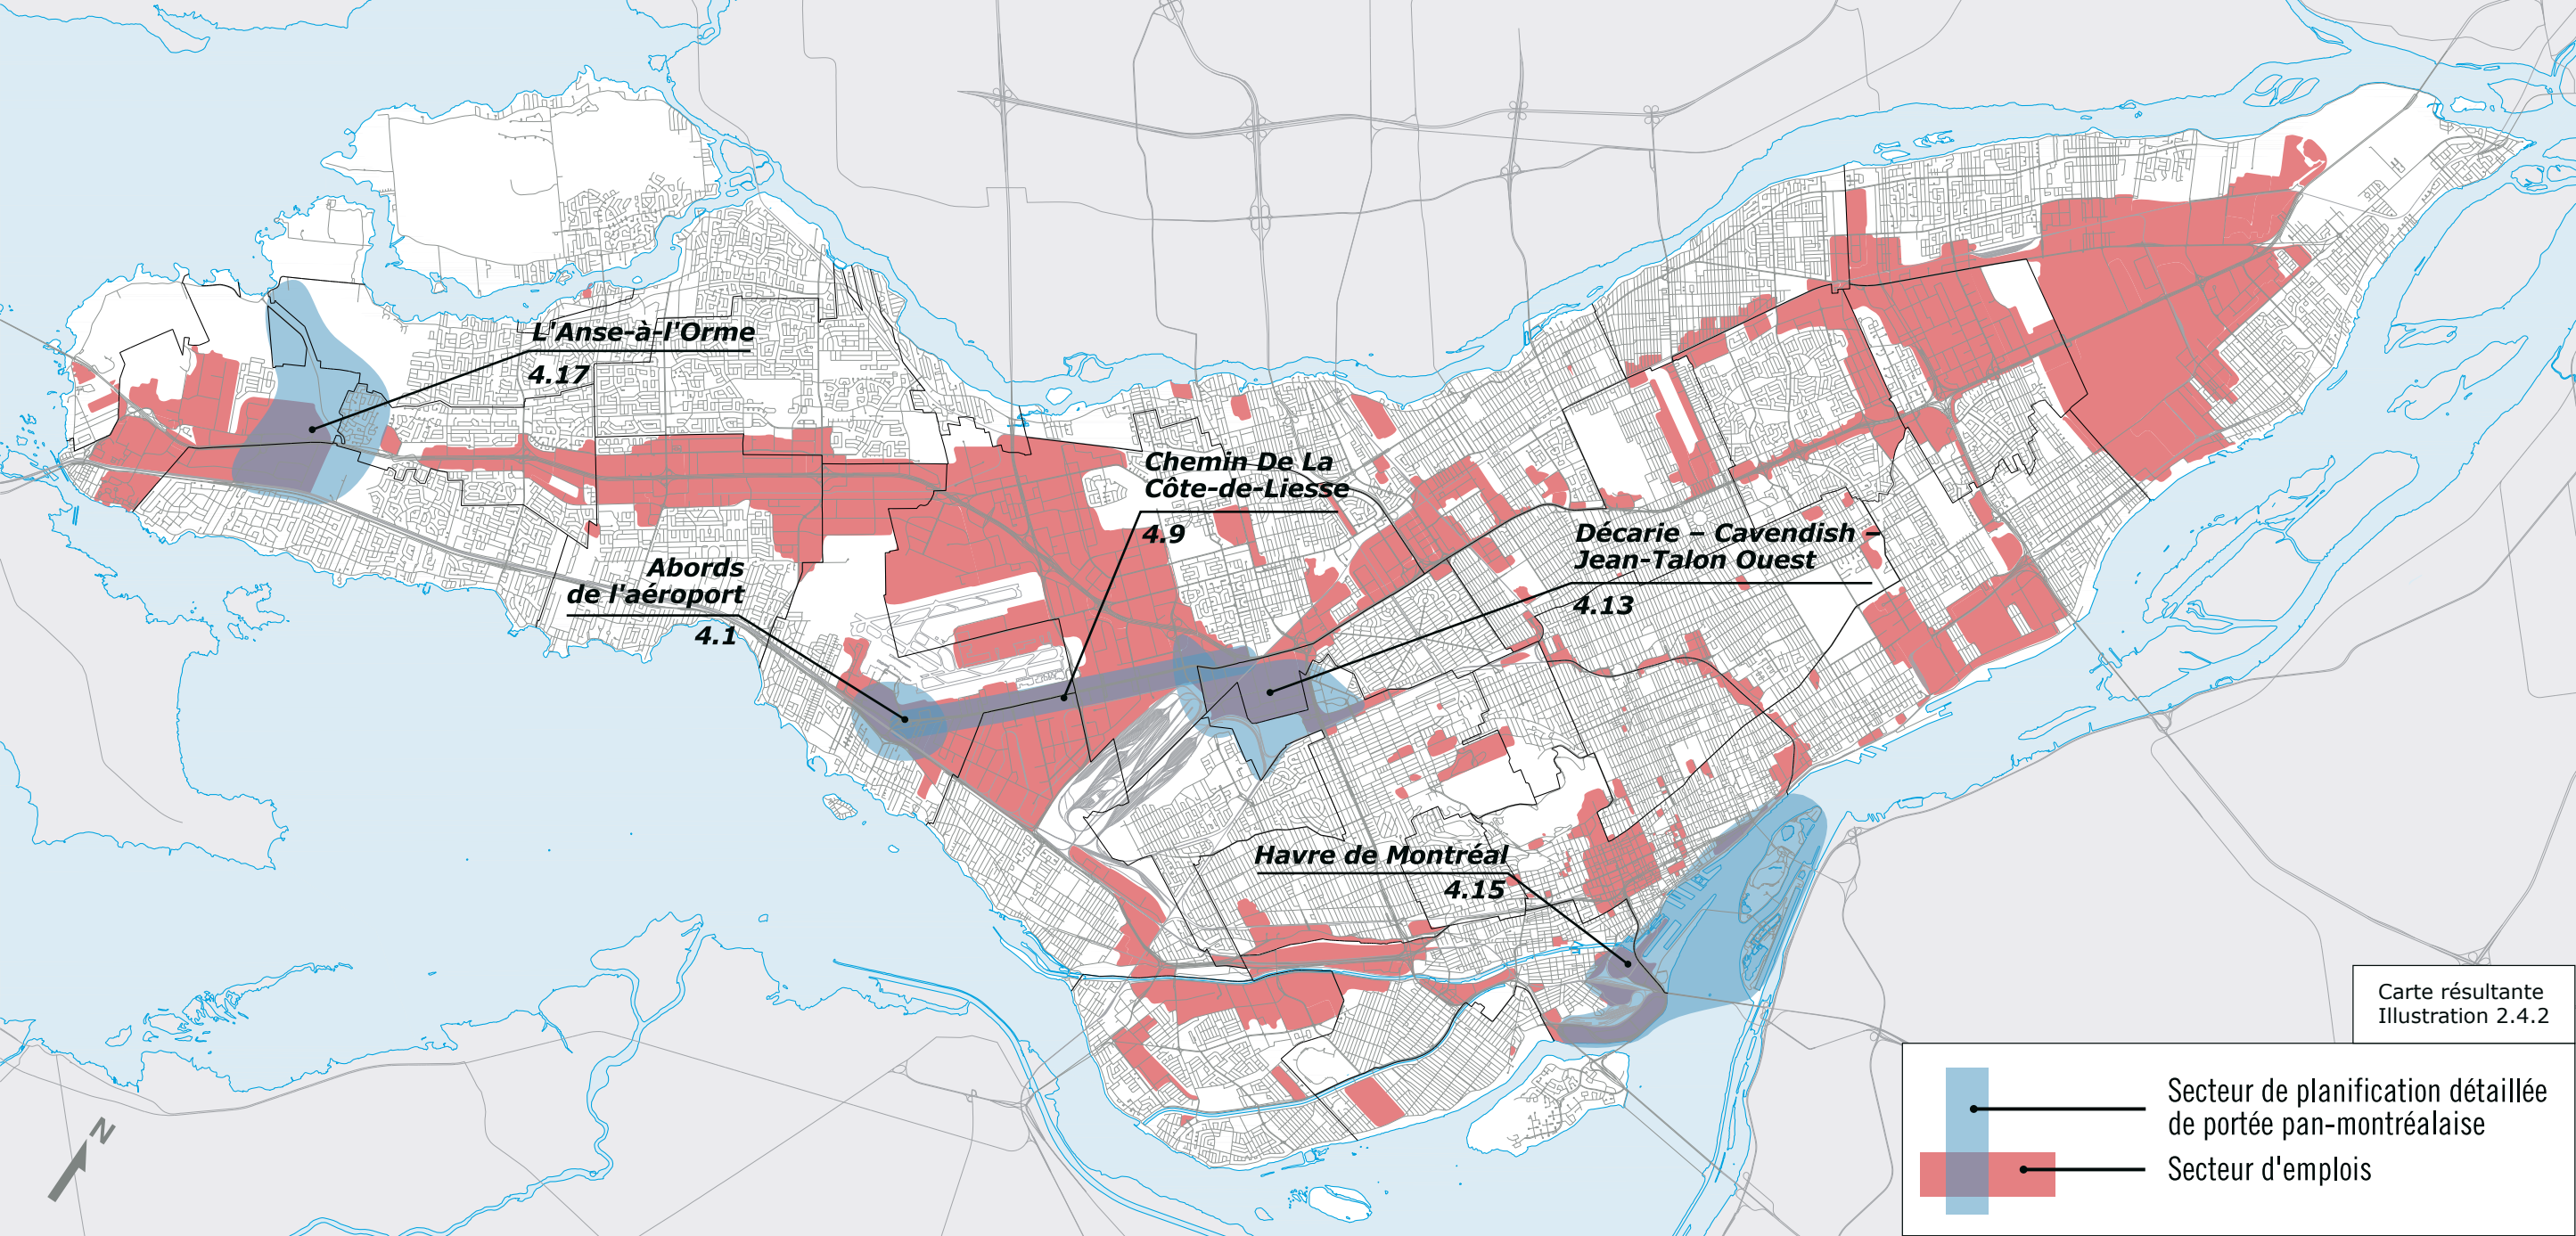 L'Anse-à-l'Orme
4.17
Chemin De La
Côte-de-Liesse
4.9
Décarie – Cavendish –
Jean-Talon Ouest
4.13
Abords
de l'aéroport
4.1
Havre de Montréal
4.15
Carte résultante
Illustration 2.4.2
Secteur de planification détaillée
de portée pan-montréalaise
Secteur d'emplois
N